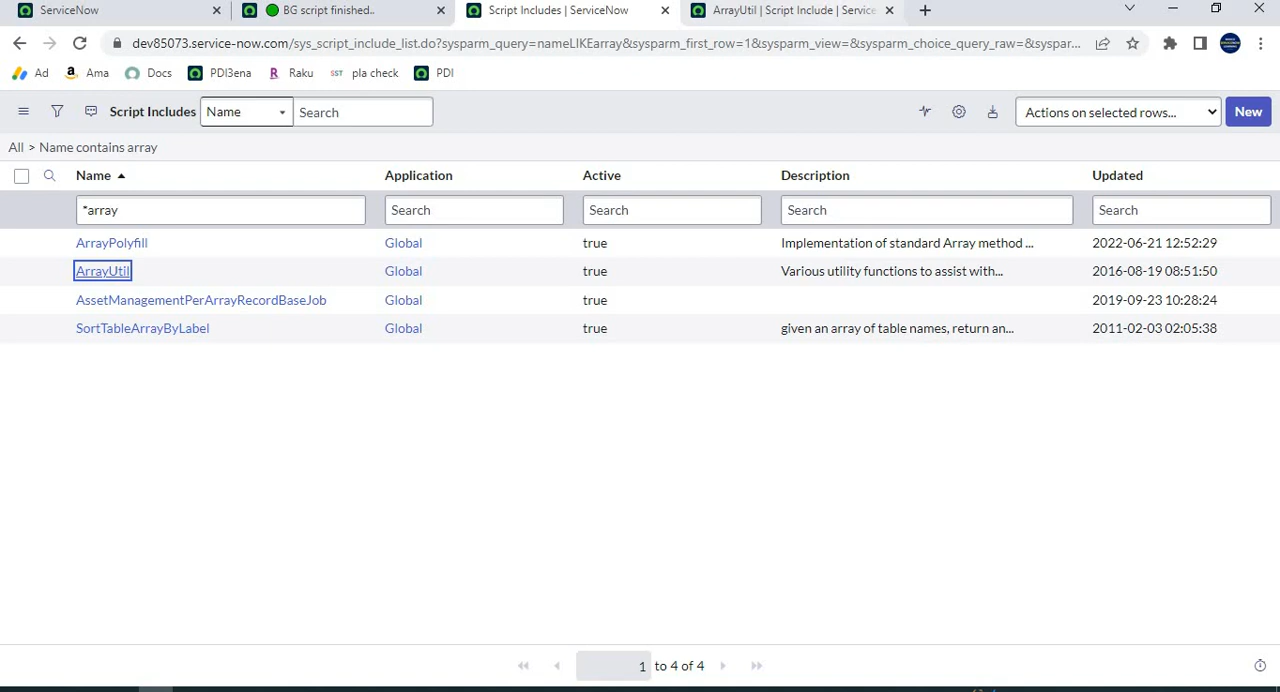 ServiceNow
BG script finished..
Script Includes | ServiceNow
ArrayUtil | Script Include | Service
dev85073.service-now.com/sys_script_include_list.do?sysparm_query=nameLIKEarray&sysparm_first_row=1&sysparm_view=&sysparm_choice_query_raw=&syspar...
Ad
Ama
Docs
PDI3ena
R Raku
SST pla check
PDI
Script Includes
Name
Search
Actions on selected rows...
New
All > Name contains array
Name Application Active Description Updated
*array Search Search Search Search
ArrayPolyfill Global true Implementation of standard Array method ... 2022-06-21 12:52:29
ArrayUtil Global true Various utility functions to assist with... 2016-08-19 08:51:50
AssetManagementPerArrayRecordBaseJob Global true 2019-09-23 10:28:24
SortTableArrayByLabel Global true given an array of table names, return an... 2011-02-03 02:05:38
1 to 4 of 4